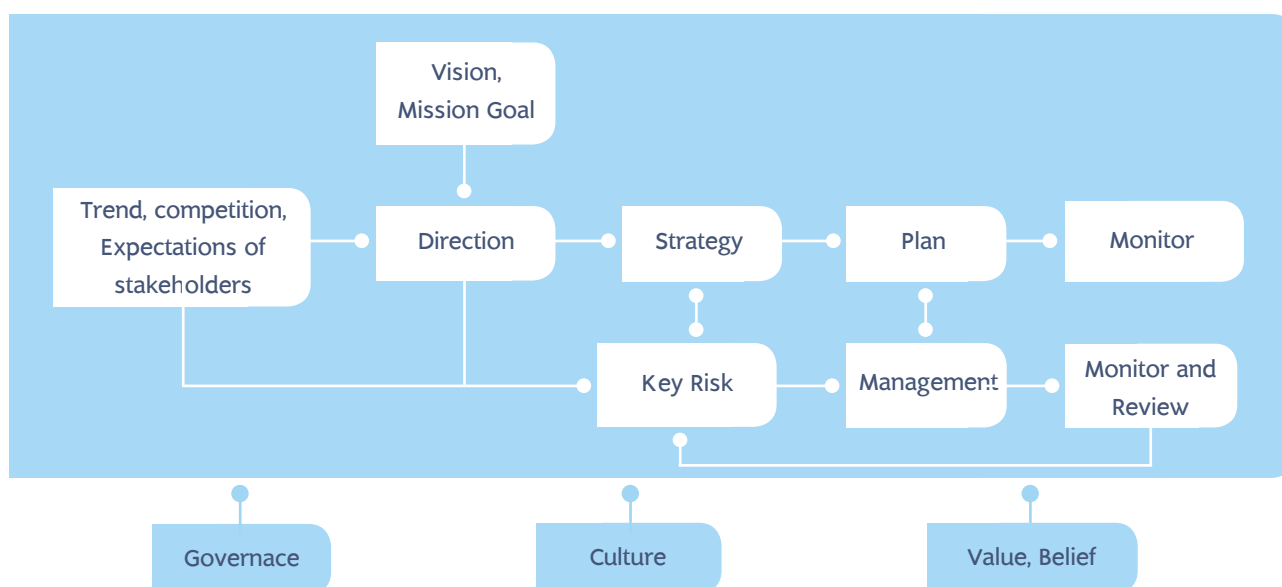 Vision,
Mission Goal
Trend, competition,
Expectations of
stakeholders
Direction
Strategy
Plan
Monitor
Key Risk
Management
Monitor and
Review
Governace
Culture
Value, Belief